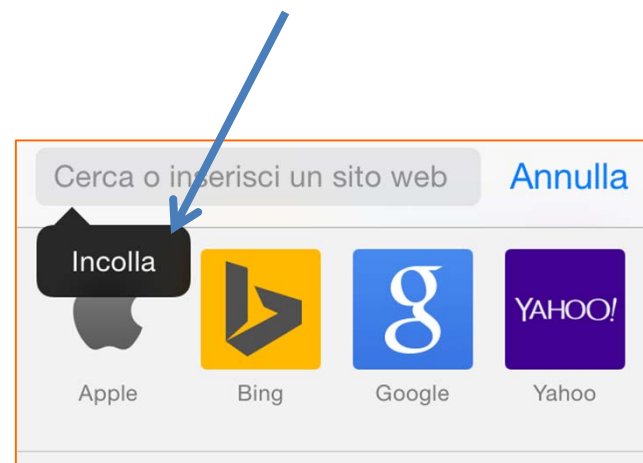 Cerca o inserisci un sito web Annulla
Incolla
YAHOO!
Apple Bing Google Yahoo